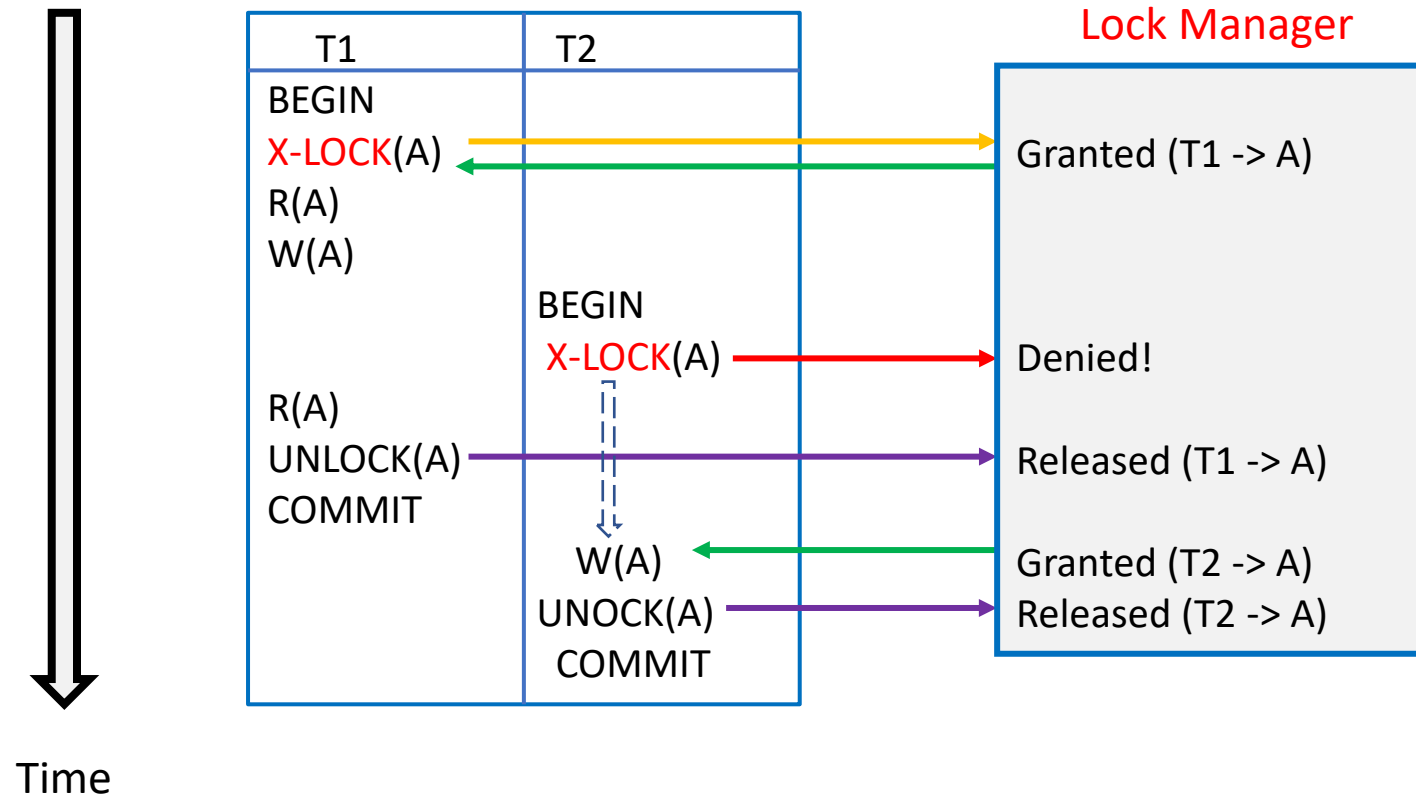 Lock Manager
T1 T2
BEGIN
X-LOCK(A)
Granted (T1 -> A)
R(A)
W(A)
BEGIN
X-LOCK(A)
Denied!
R(A)
UNLOCK(A)
Released (T1 -> A)
COMMIT
W(A)
Granted (T2 -> A)
UNOCK(A)
Released (T2 -> A)
COMMIT
Time